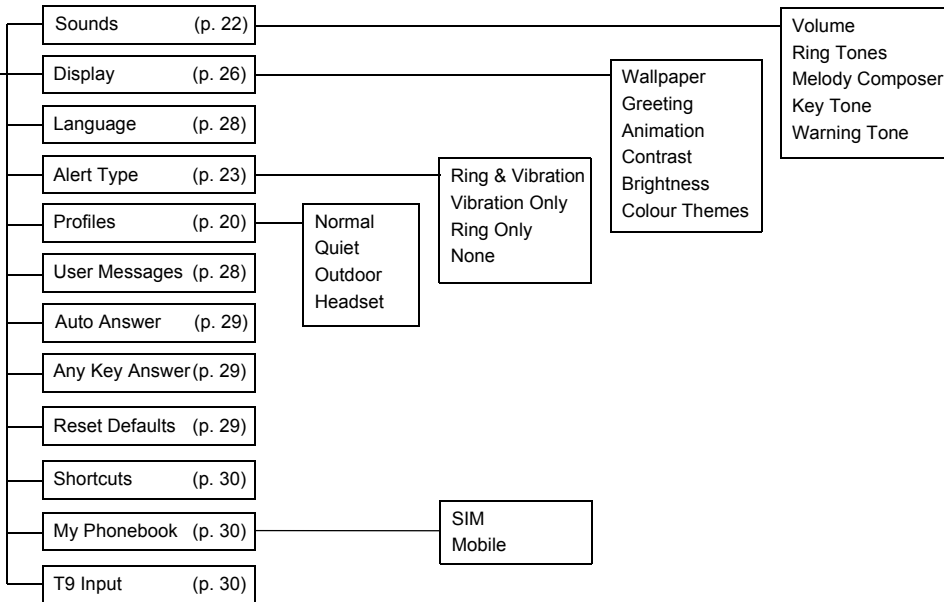 Sounds (p. 22)
Display (p. 26)
Language (p. 28)
Alert Type (p. 23)
Profiles (p. 20)
User Messages (p. 28)
Auto Answer (p. 29)
Any Key Answer (p. 29)
Reset Defaults (p. 29)
Shortcuts (p. 30)
My Phonebook (p. 30)
T9 Input (p. 30)
Normal
Quiet
Outdoor
Headset
Ring & Vibration
Vibration Only
Ring Only
None
SIM
Mobile
Wallpaper
Greeting
Animation
Contrast
Brightness
Colour Themes
Volume
Ring Tones
Melody Composer
Key Tone
Warning Tone